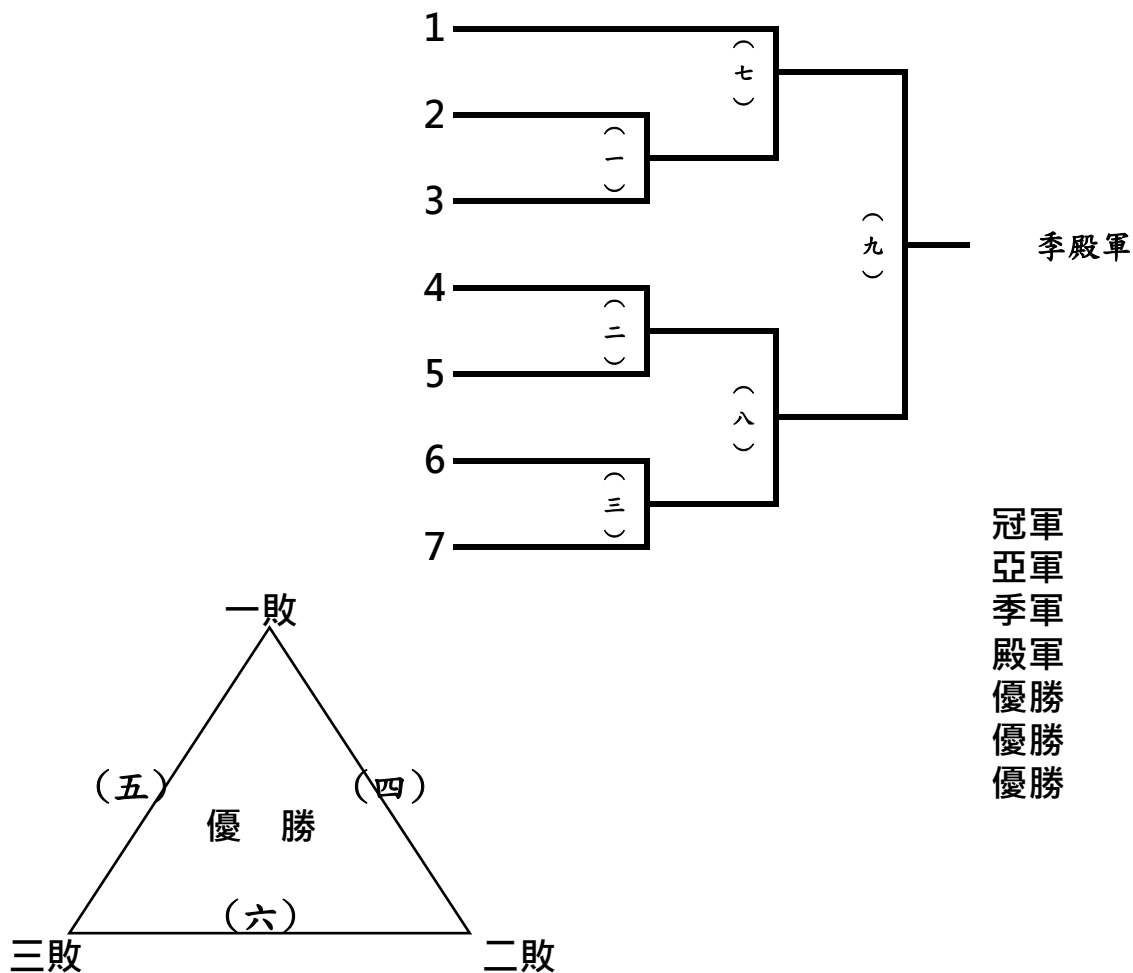 1
（七）
2
（一）
3
（九）
季殿軍
4
（二）
5
（八）
6
（三）
7
冠軍
亞軍
季軍
殿軍
優勝
優勝
優勝
一敗
（五）
（四）
優 勝
（六）
三敗
二敗